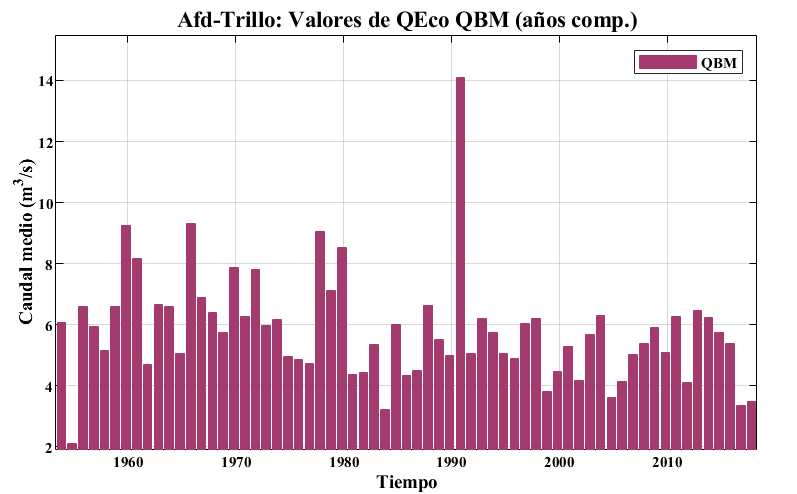 Afd-Trillo: Valores de QEco QBM (años comp.)
QBM
Caudal medio (m³/s)
14
12
10
8
6
4
2
1960 1970 1980 1990 2000 2010
Tiempo